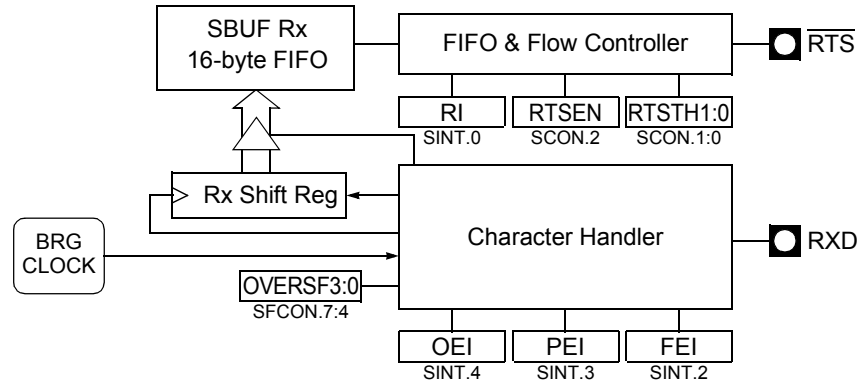 SBUF Rx
16-byte FIFO
FIFO & Flow Controller
RTS
RI
RTSEN
RTSTH1:0
SINT.0
SCON.2
SCON.1:0
Rx Shift Reg
Character Handler
RXD
BRG
CLOCK
OVERSF3:0
SFCON.7:4
OEI
PEI
FEI
SINT.4
SINT.3
SINT.2